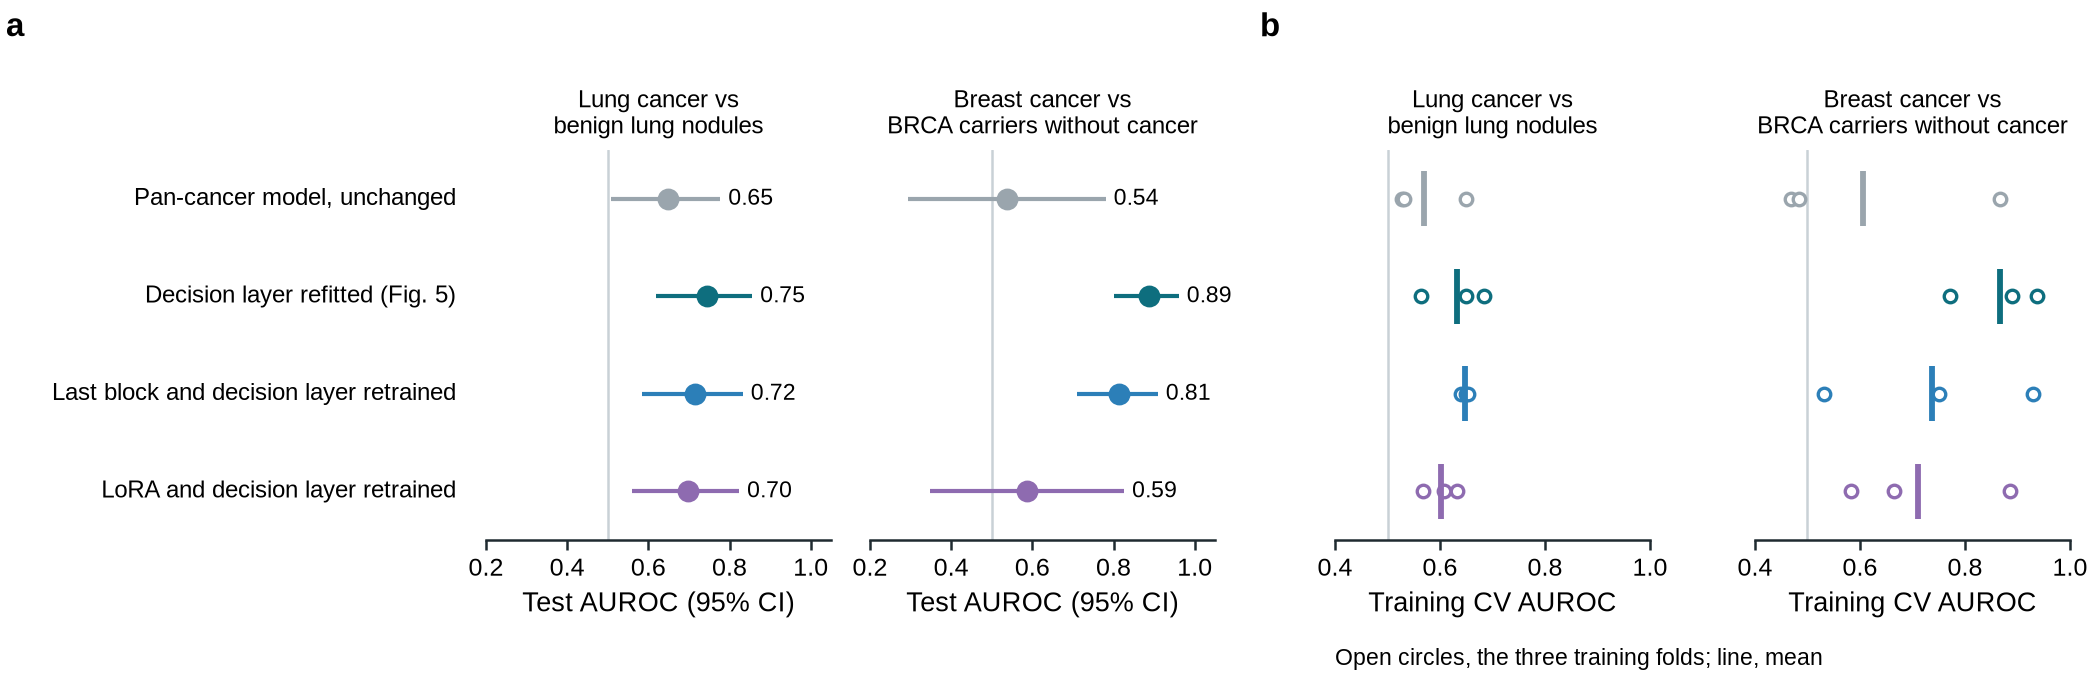 a
b
Lung cancer vs
benign lung nodules
Breast cancer vs
BRCA carriers without cancer
Lung cancer vs
benign lung nodules
Breast cancer vs
BRCA carriers without cancer
Pan-cancer model, unchanged
0.65
0.54
Decision layer refitted (Fig. 5)
0.75
0.89
Last block and decision layer retrained
0.72
0.81
LoRA and decision layer retrained
0.70
0.59
0.2 0.4 0.6 0.8 1.0
0.2 0.4 0.6 0.8 1.0
0.4 0.6 0.8 1.0
0.4 0.6 0.8 1.0
Test AUROC (95% CI)
Test AUROC (95% CI)
Training CV AUROC
Training CV AUROC
Open circles, the three training folds; line, mean